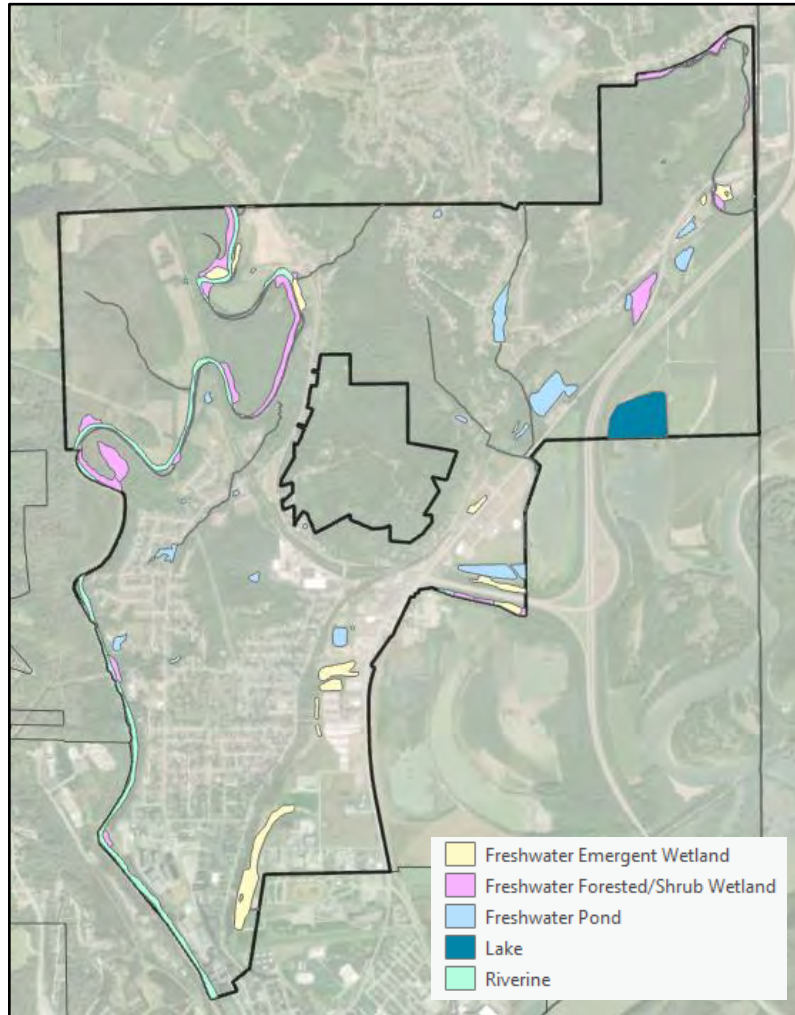 Freshwater Emergent Wetland
Freshwater Forested/Shrub Wetland
Freshwater Pond
Lake
Riverine